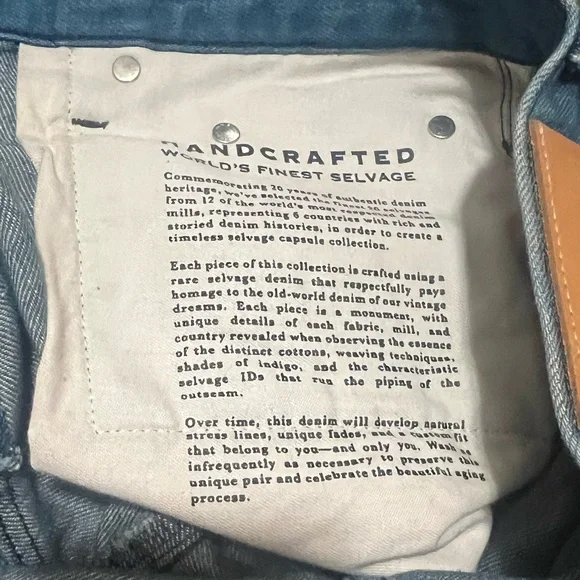 HANDCRAFTED
WORLD'S FINEST SELVAGE
Commemorating 20 years of authentic denim
heritage, we've selected the finest 20 selvages
from 12 of the world's most respected denim
mills, representing 6 countries with rich and
storied denim histories, in order to create a
timeless selvage capsule collection.
Each piece of this collection is crafted using a
rare selvage denim that respectfully pays
homage to the old-world denim of our vintage
dreams. Each piece is a monument, with
unique details of each fabric, mill, and
country revealed when observing the essence
of the distinct cottons, weaving techniques,
shades of indigo, and the characteristic
selvage IDs that run the piping of the
outseam.
Over time, this denim will develop natural
stress lines, unique fades, and a custom fit
that belong to you—and only you. Wash as
infrequently as necessary to preserve this
unique pair and celebrate the beautiful aging
process.